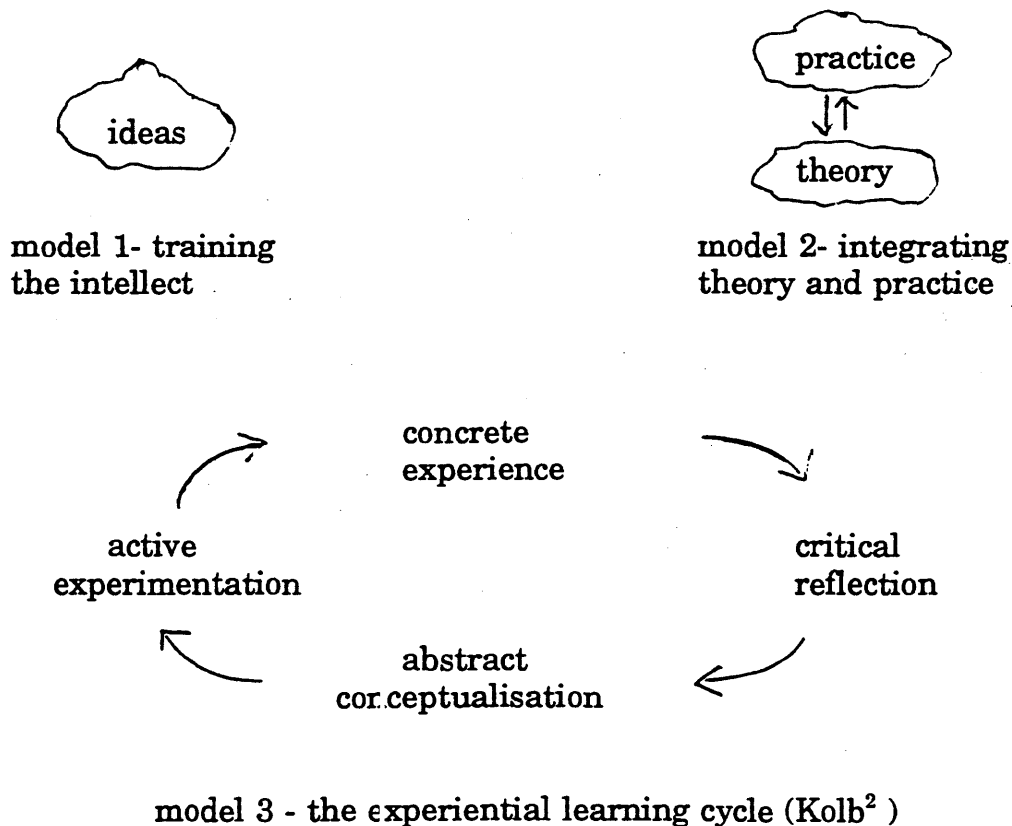 ideas
model 1- training
the intellect
practice
theory
model 2- integrating
theory and practice
concrete
experience
critical
reflection
abstract
conceptualisation
active
experimentation
model 3 - the experiential learning cycle (Kolb² )